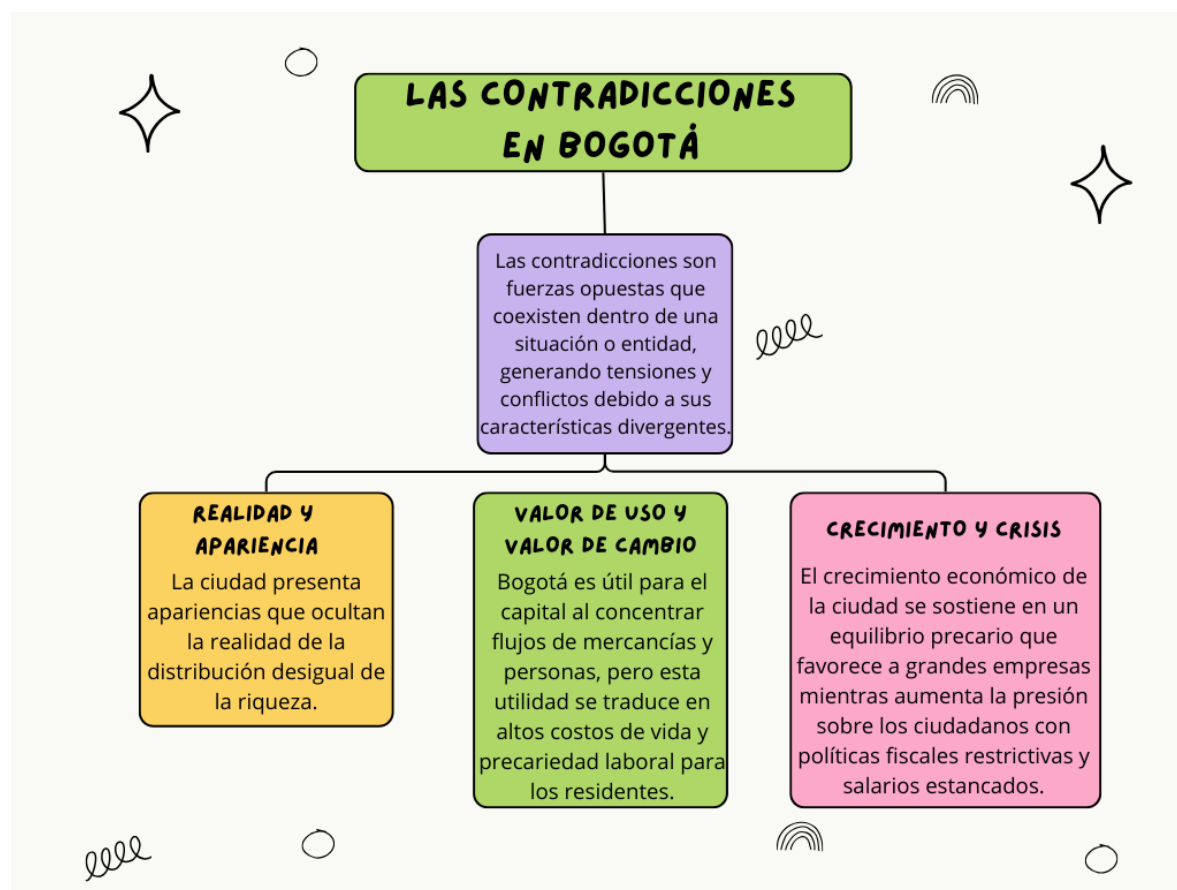 LAS CONTRADICCIONES
EN BOGOTÁ
Las contradicciones son
fuerzas opuestas que
coexisten dentro de una
situación o entidad,
generando tensiones y
conflictos debido a sus
características divergentes.
REALIDAD Y
APARIENCIA
La ciudad presenta
apariencias que ocultan
la realidad de la
distribución desigual de
la riqueza.
VALOR DE USO Y
VALOR DE CAMBIO
Bogotá es útil para el
capital al concentrar
flujos de mercancías y
personas, pero esta
utilidad se traduce en
altos costos de vida y
precariedad laboral para
los residentes.
CRECIMIENTO Y CRISIS
El crecimiento económico de
la ciudad se sostiene en un
equilibrio precario que
favorece a grandes empresas
mientras aumenta la presión
sobre los ciudadanos con
políticas fiscales restrictivas y
salarios estancados.